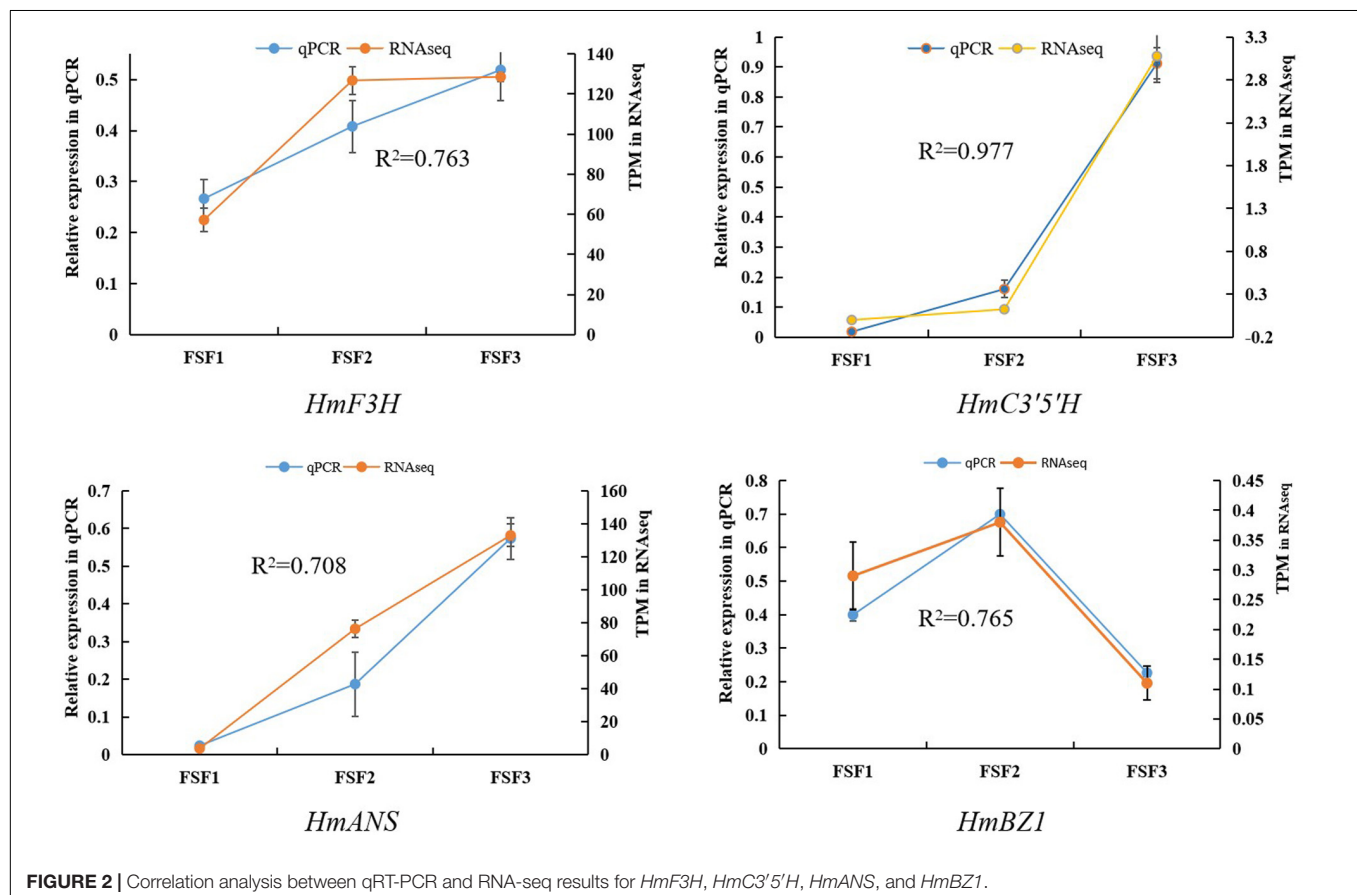 qPCR RNAseq
Relative expression in qPCR
0.5
0.4
0.3
0.2
0.1
0
140
120
100
80
60
40
20
0
TPM in RNAseq
R²=0.763
FSF1 FSF2 FSF3
HmF3H
qPCR RNAseq
Relative expression in qPCR
1
0.9
0.8
0.7
0.6
0.5
0.4
0.3
0.2
0.1
0
3.3
2.8
2.3
1.8
1.3
0.8
0.3
-0.2
TPM in RNAseq
R²=0.977
FSF1 FSF2 FSF3
HmC3'5'H
qPCR RNAseq
Relative expression in qPCR
0.7
0.6
0.5
0.4
0.3
0.2
0.1
0
160
140
120
100
80
60
40
20
0
TPM in RNAseq
R²=0.708
FSF1 FSF2 FSF3
HmANS
qPCR RNAseq
Relative expression in qPCR
0.8
0.7
0.6
0.5
0.4
0.3
0.2
0.1
0
0.45
0.4
0.35
0.3
0.25
0.2
0.15
0.1
0.05
0
TPM in RNAseq
R²=0.765
FSF1 FSF2 FSF3
HmBZ1
FIGURE 2 | Correlation analysis between qRT-PCR and RNA-seq results for HmF3H, HmC3′5′H, HmANS, and HmBZ1.